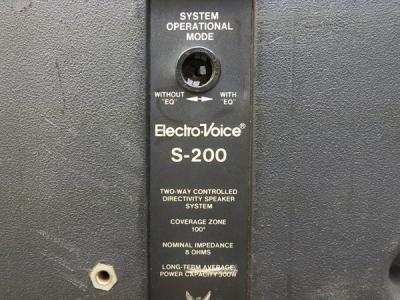 SYSTEM
OPERATIONAL
MODE
WITHOUT "EQ" ↔ WITH "EQ"
Electro-Voice®
S-200
TWO-WAY CONTROLLED
DIRECTIVITY SPEAKER
SYSTEM
COVERAGE ZONE
100°
NOMINAL IMPEDANCE
8 OHMS
LONG-TERM AVERAGE
POWER CAPACITY 300W